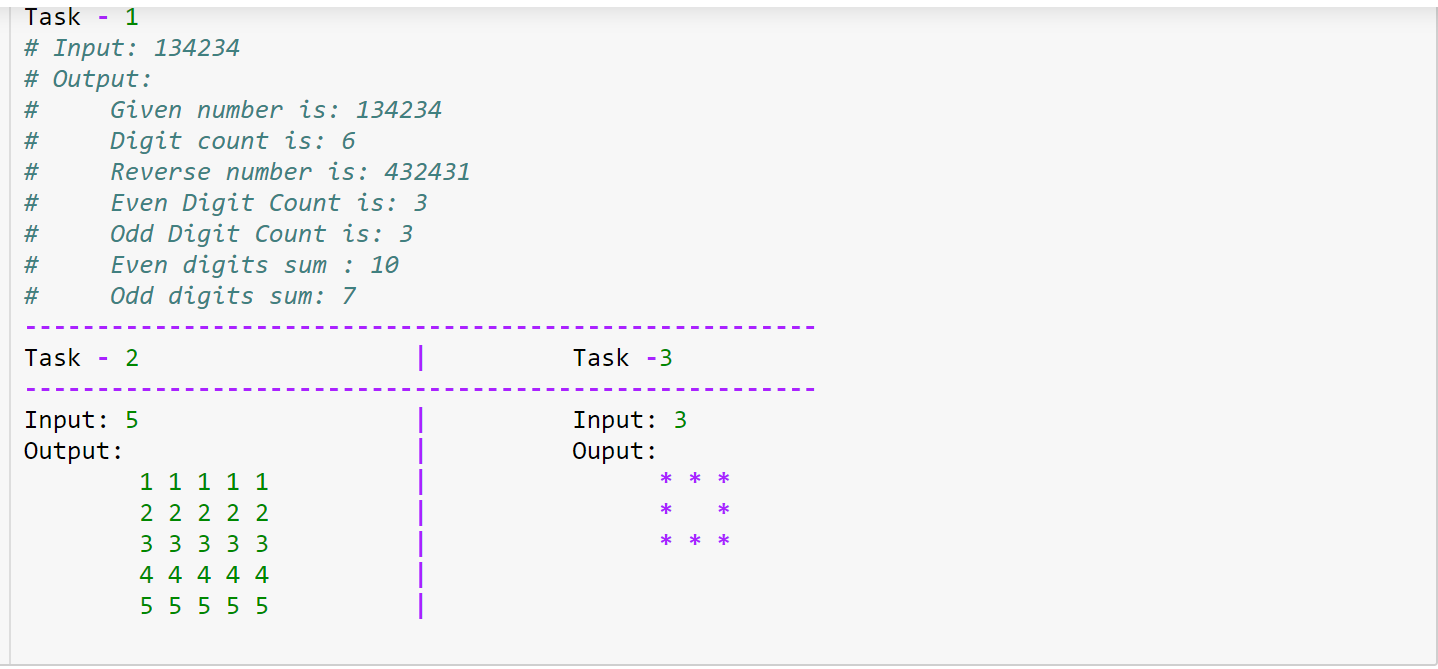 Task - 1
# Input: 134234
# Output:
#     Given number is: 134234
#     Digit count is: 6
#     Reverse number is: 432431
#     Even Digit Count is: 3
#     Odd Digit Count is: 3
#     Even digits sum : 10
#     Odd digits sum: 7
-------------------------------------------------------
Task - 2                   |          Task -3
-------------------------------------------------------
Input: 5                   |          Input: 3
Output:                    |          Ouput:
        1 1 1 1 1          |                * * *
        2 2 2 2 2          |                *   *
        3 3 3 3 3          |                * * *
        4 4 4 4 4          |
        5 5 5 5 5          |